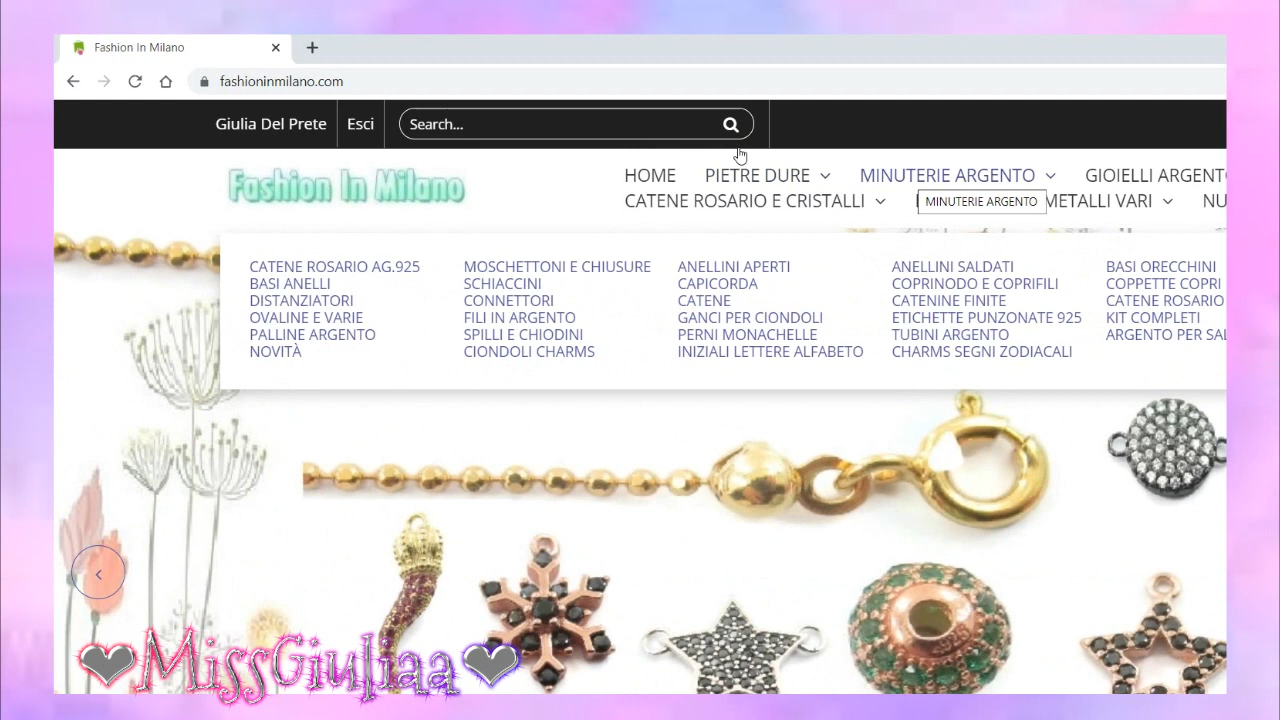 Fashion In Milano
fashioninmilano.com
Giulia Del Prete Esci Search...
Fashion In Milano
HOME PIETRE DURE MINUTERIE ARGENTO GIOIELLI ARGENT
CATENE ROSARIO E CRISTALLI METALLI VARI NU
MINUTERIE ARGENTO
CATENE ROSARIO AG.925 MOSCHETTONI E CHIUSURE ANELLINI APERTI ANELLINI SALDATI BASI ORECCHINI
BASI ANELLI SCHIACCINI CAPICORDA COPRINODO E COPRIFILI COPPETTE COPRI
DISTANZIATORI CONNETTORI CATENE CATENINE FINITE CATENE ROSARIO
OVALINE E VARIE FILI IN ARGENTO GANCI PER CIONDOLI ETICHETTE PUNZONATE 925 KIT COMPLETI
PALLINE ARGENTO SPILLI E CHIODINI PERNI MONACHELLE TUBINI ARGENTO ARGENTO PER SAL
NOVITÀ CIONDOLI CHARMS INIZIALI LETTERE ALFABETO CHARMS SEGNI ZODIACALI
MissGiuliaa